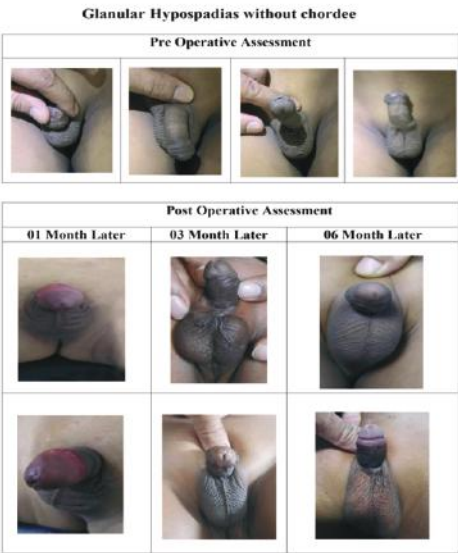 Glanular Hypospadias without chordee
Pre Operative Assessment
Post Operative Assessment
01 Month Later
03 Month Later
06 Month Later